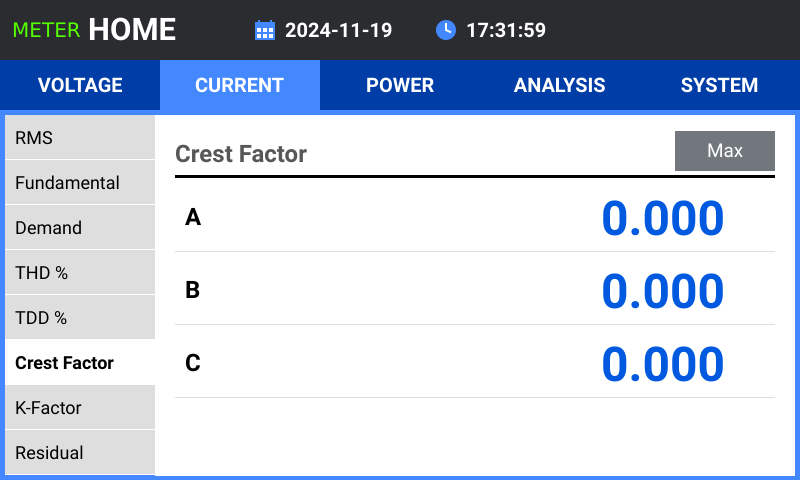 METER HOME 2024-11-19 17:31:59
VOLTAGE CURRENT POWER ANALYSIS SYSTEM
RMS
Fundamental
Demand
THD %
TDD %
Crest Factor
K-Factor
Residual
Crest Factor Max
A 0.000
B 0.000
C 0.000